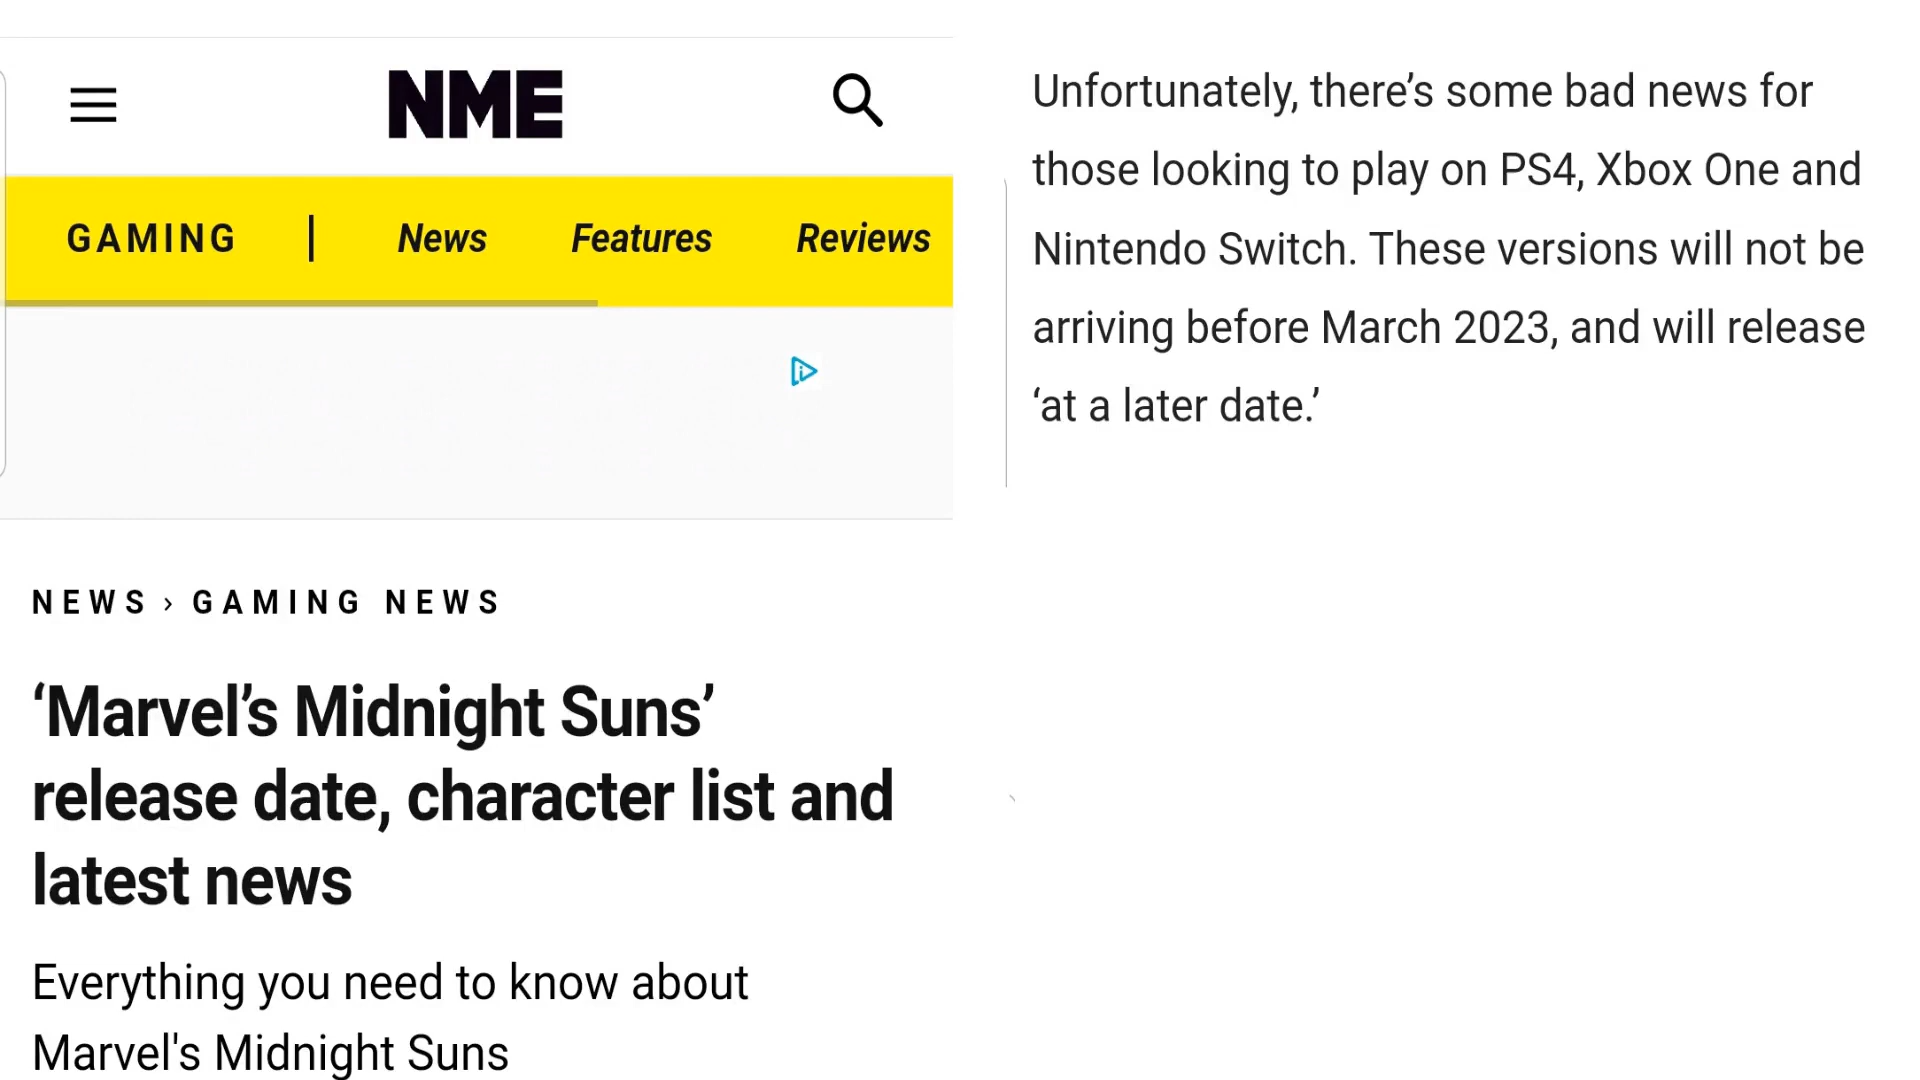 NME
GAMING | News Features Reviews
NEWS › GAMING NEWS
‘Marvel’s Midnight Suns’
release date, character list and
latest news
Everything you need to know about
Marvel's Midnight Suns
Unfortunately, there’s some bad news for
those looking to play on PS4, Xbox One and
Nintendo Switch. These versions will not be
arriving before March 2023, and will release
‘at a later date.’